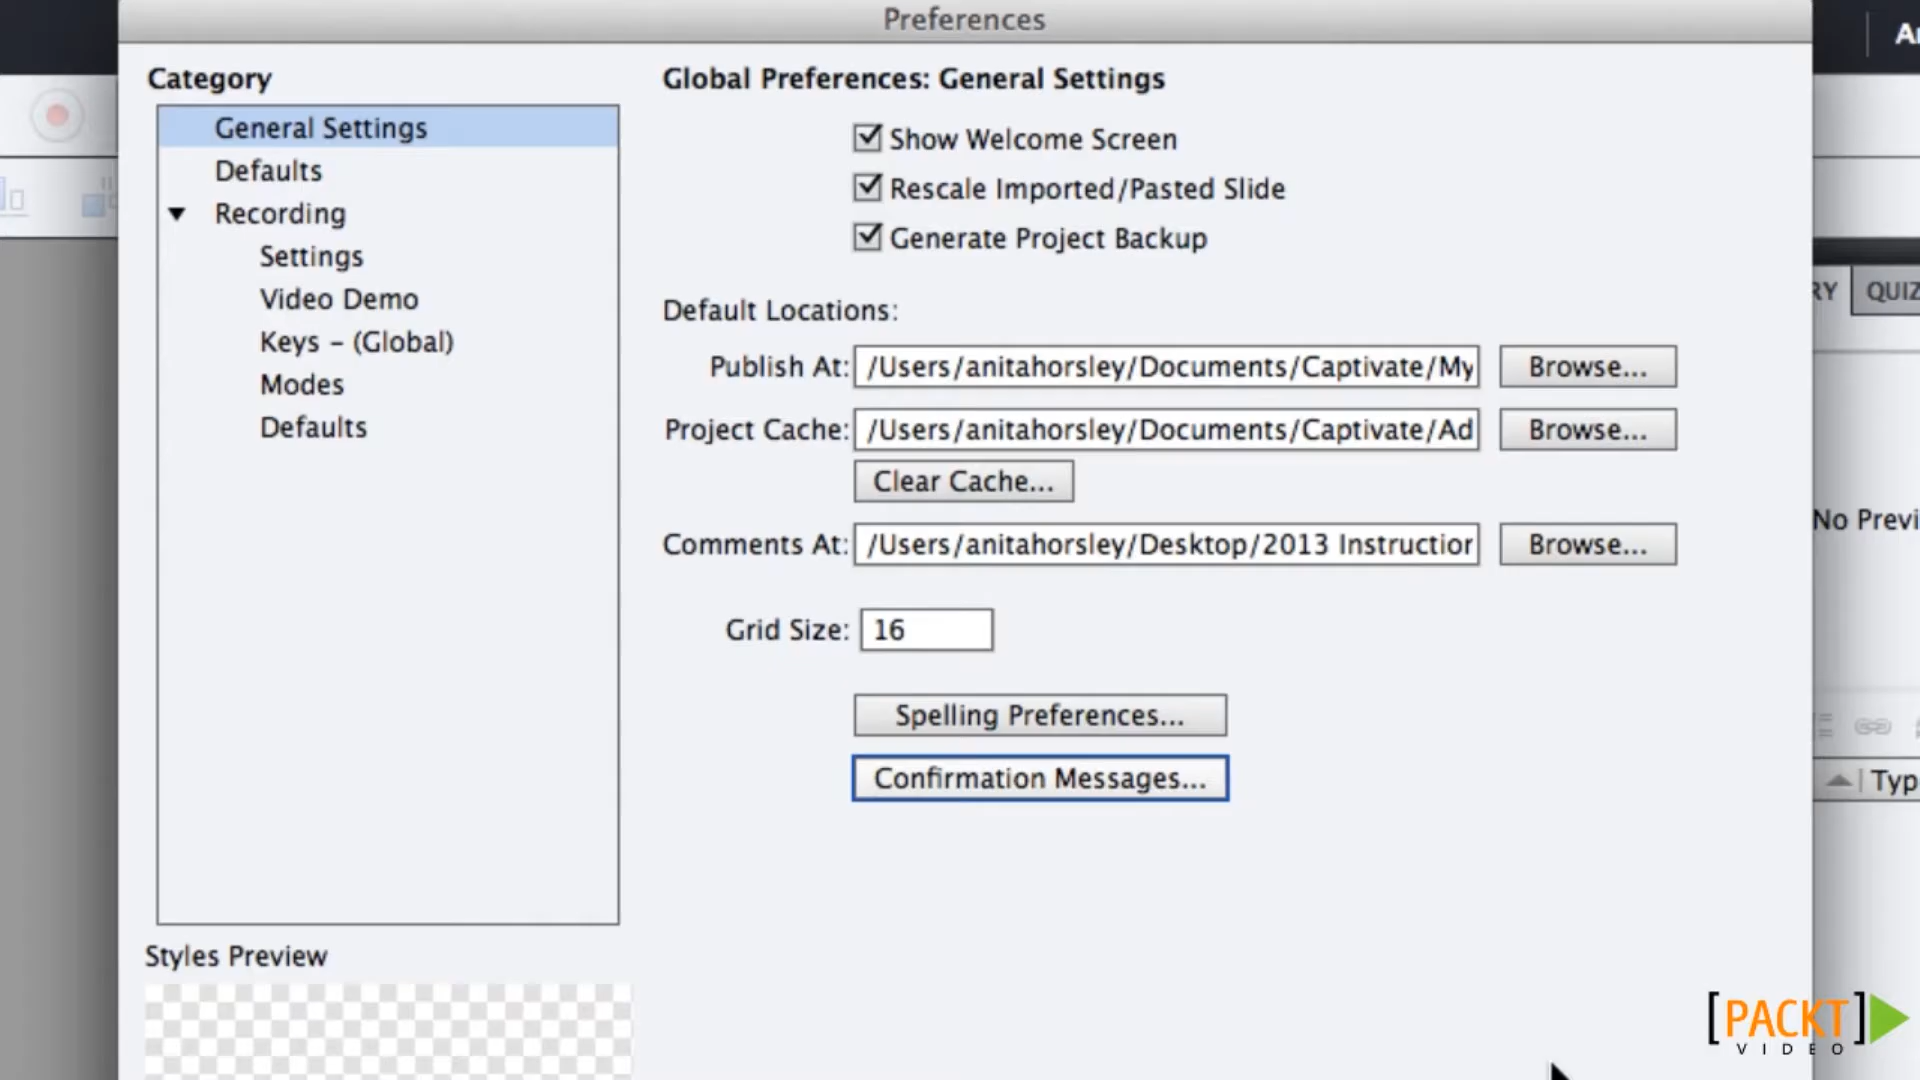 Preferences
Category
General Settings
Defaults
Recording
Settings
Video Demo
Keys - (Global)
Modes
Defaults
Styles Preview
Global Preferences: General Settings
Show Welcome Screen
Rescale Imported/Pasted Slide
Generate Project Backup
Default Locations:
Publish At: /Users/anitahorsley/Documents/Captivate/My Browse...
Project Cache: /Users/anitahorsley/Documents/Captivate/Ad Browse...
Clear Cache...
Comments At: /Users/anitahorsley/Desktop/2013 Instruction Browse...
Grid Size: 16
Spelling Preferences...
Confirmation Messages...
RY
QUIZ
No Previ
Typ
[PACKT]
VIDEO